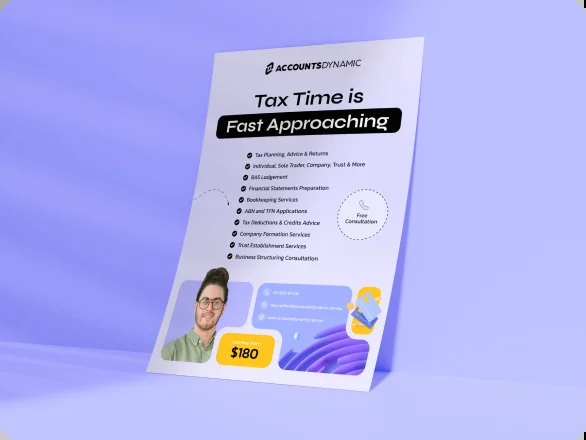 ACCOUNTSDYNAMIC
Tax Time is
Fast Approaching
Tax Planning, Advice & Returns
Individual, Sole Trader, Company, Trust & More
BAS Lodgement
Financial Statements Preparation
Bookkeeping Services
ABN and TFN Applications
Tax Deductions & Credits Advice
Company Formation Services
Trust Establishment Services
Business Structuring Consultation
Free
Consultation
$180